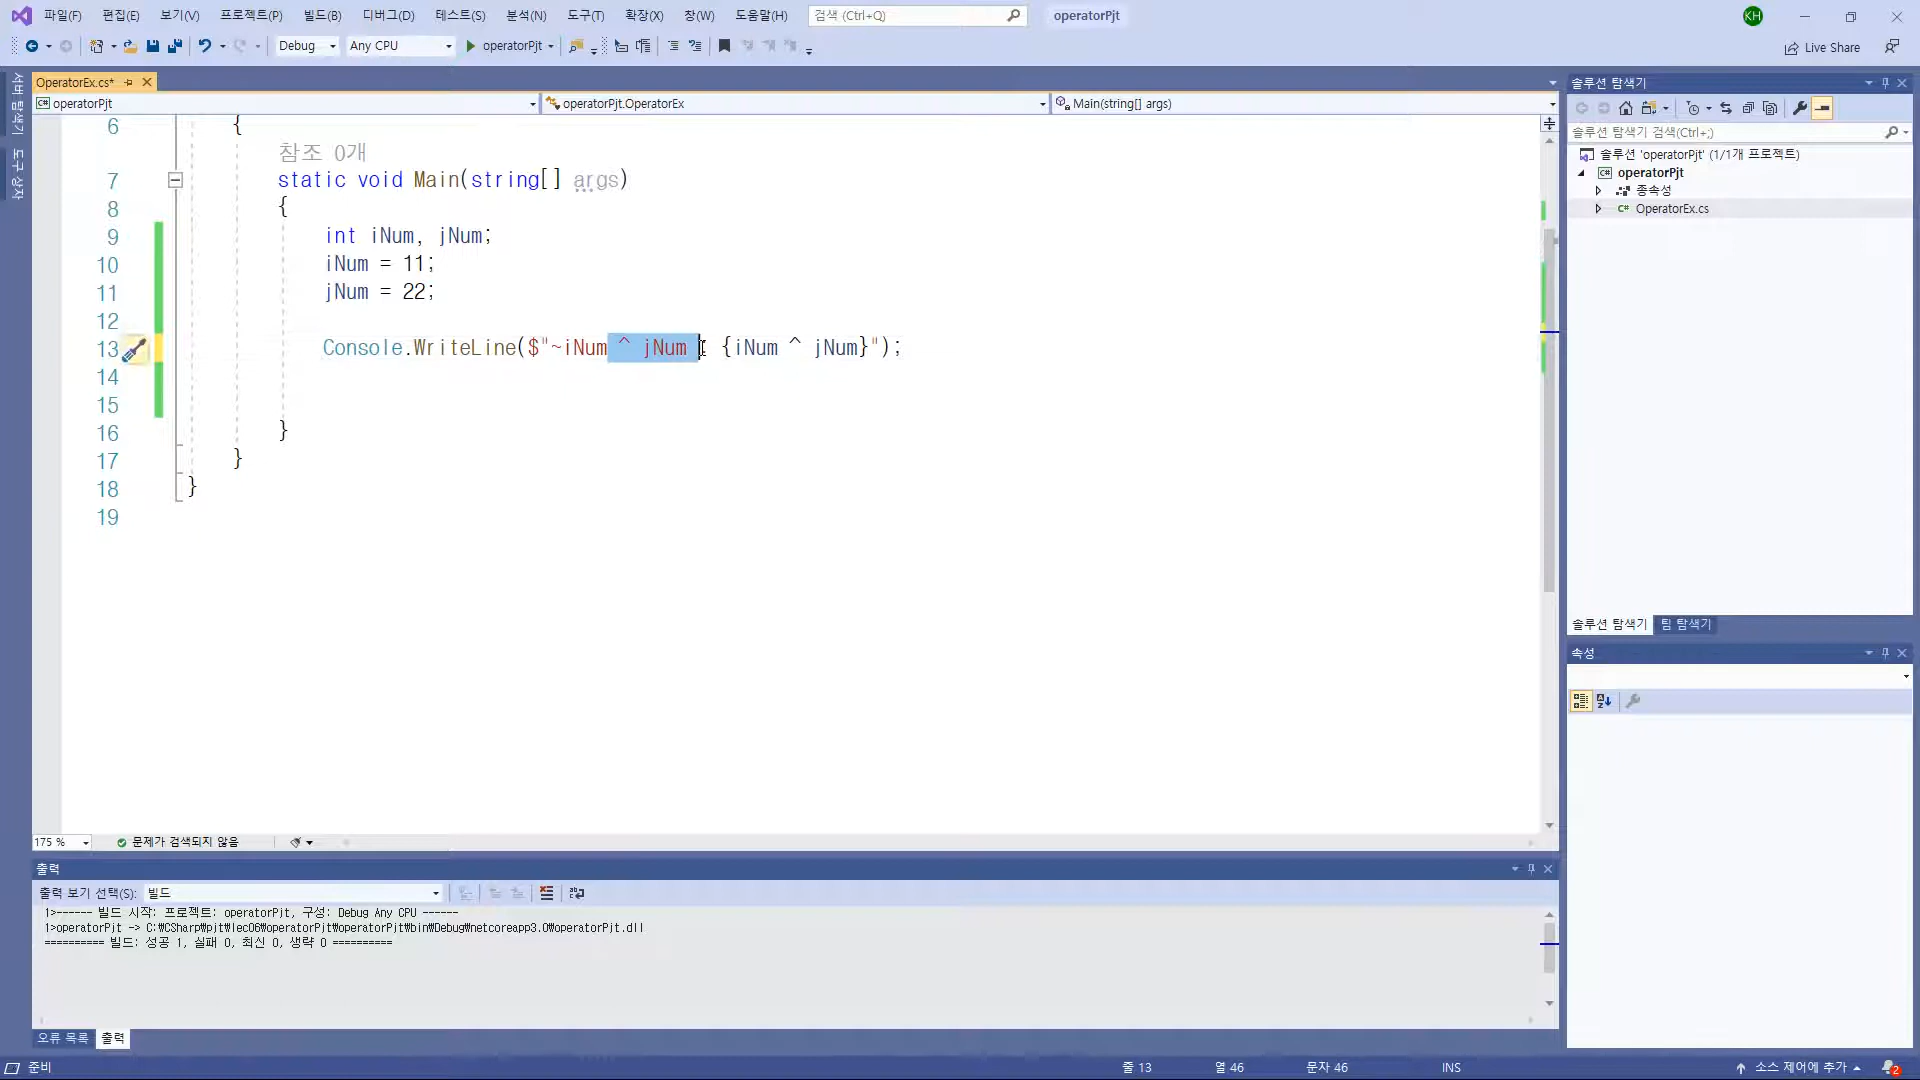 파일(F) 편집(E) 보기(V) 프로젝트(P) 빌드(B) 디버그(D) 테스트(S) 분석(N) 도구(T) 확장(X) 창(W) 도움말(H) 검색 (Ctrl+Q) operatorPjt KH
Debug Any CPU operatorPjt Live Share
서버 탐색기
도구 상자
OperatorEx.cs*
operatorPjt operatorPjt.OperatorEx Main(string[] args)
6 {
참조 0개
7 static void Main(string[] args)
8 {
9 int iNum, jNum;
10 iNum = 11;
11 jNum = 22;
12
13 Console.WriteLine($"~iNum ^ jNum : {iNum ^ jNum}");
14
15
16 }
17 }
18 }
19
175 % 문제가 검색되지 않음
출력
출력 보기 선택(S): 빌드
1>------ 빌드 시작: 프로젝트: operatorPjt, 구성: Debug Any CPU ------
1>operatorPjt -> C:\CSharp\pjt\lec06\operatorPjt\operatorPjt\bin\Debug\netcoreapp3.0\operatorPjt.dll
========== 빌드: 성공 1, 실패 0, 최신 0, 생략 0 ==========
오류 목록 출력
솔루션 탐색기
솔루션 탐색기 검색(Ctrl+;)
솔루션 'operatorPjt' (1/1개 프로젝트)
operatorPjt
종속성
C# OperatorEx.cs
솔루션 탐색기 팀 탐색기
속성
준비 줄 13 열 46 문자 46 INS 소스 제어에 추가 2